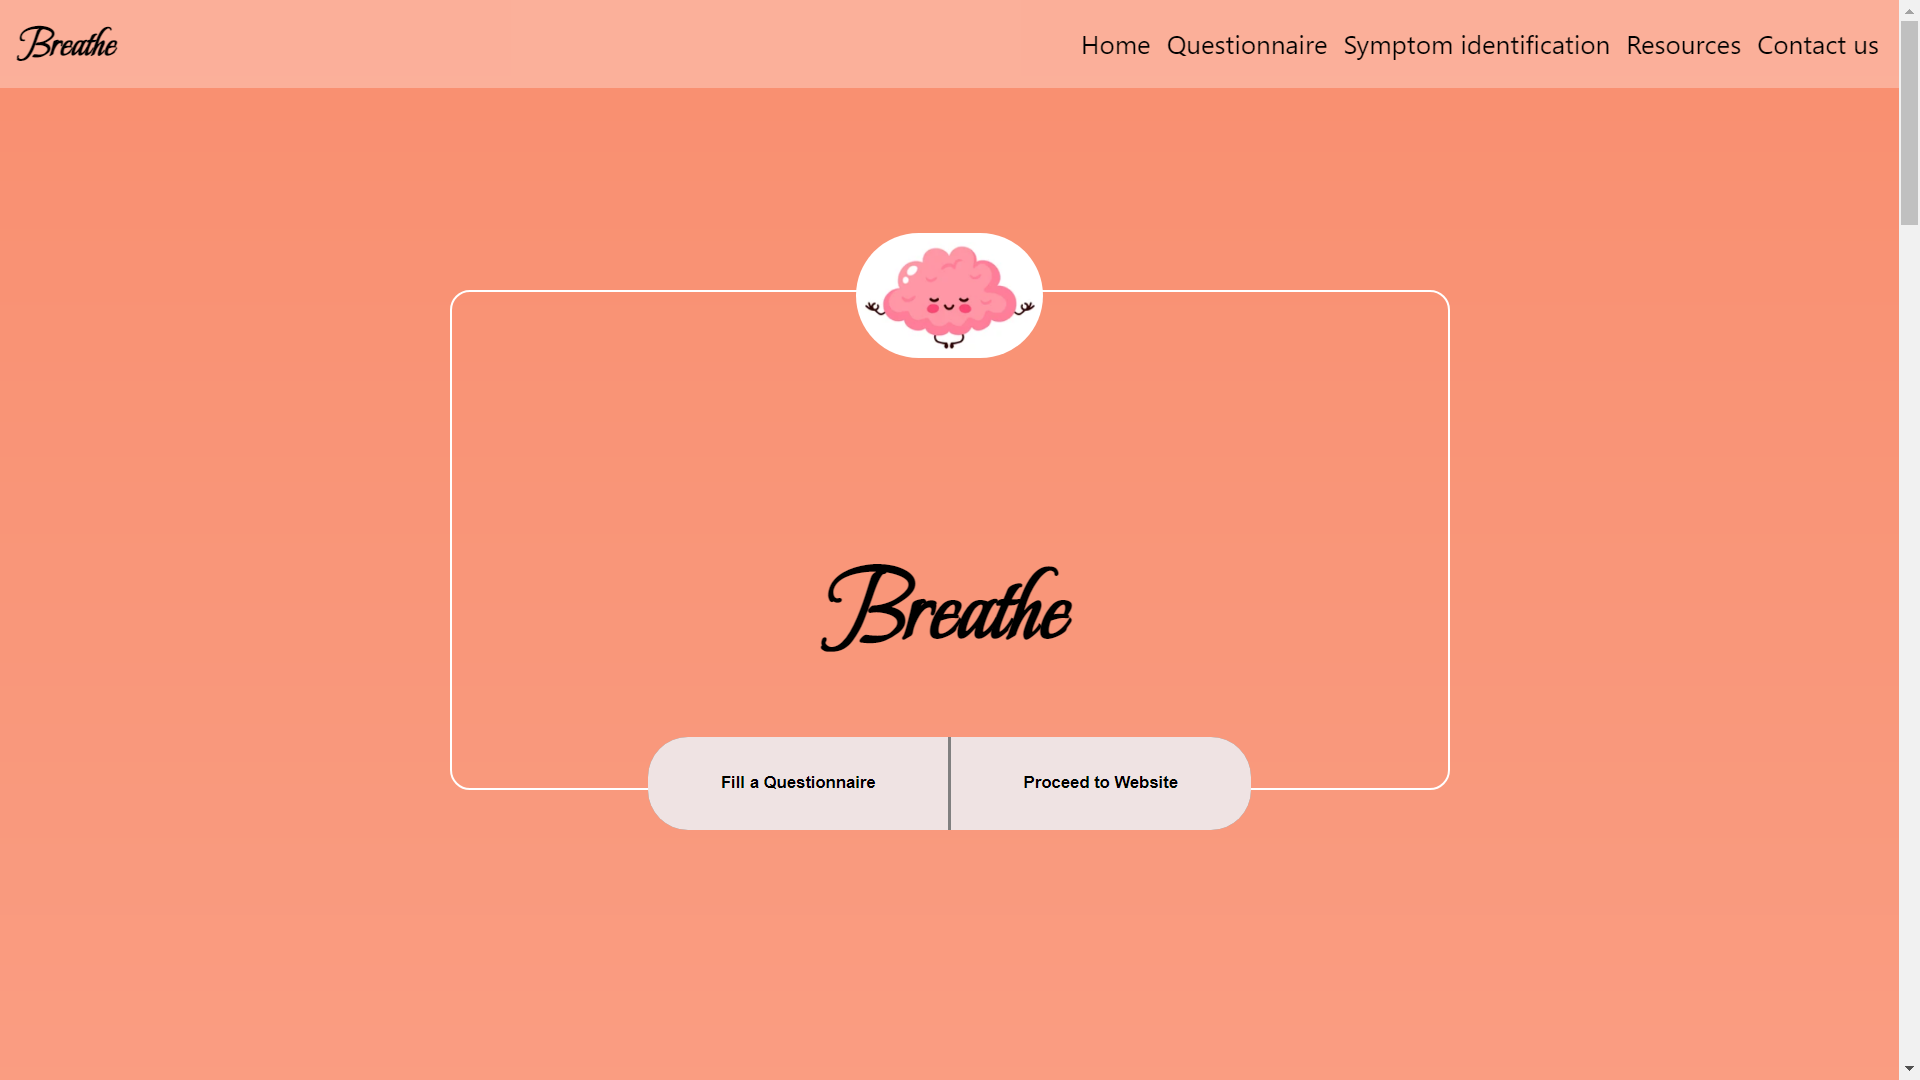 Breathe
Home Questionnaire Symptom identification Resources Contact us
Breathe
Fill a Questionnaire
Proceed to Website